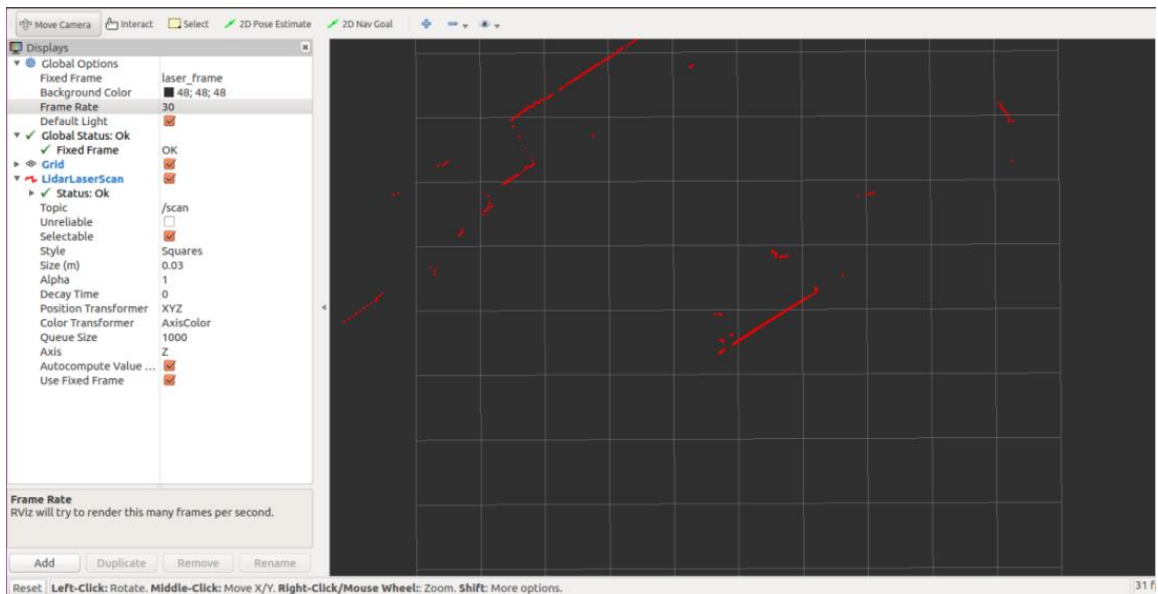 Move Camera Interact Select 2D Pose Estimate 2D Nav Goal
Displays
Global Options
Fixed Frame laser_frame
Background Color 48; 48; 48
Frame Rate 30
Default Light
Global Status: Ok
Fixed Frame OK
Grid
LidarLaserScan
Status: Ok
Topic /scan
Unreliable
Selectable
Style Squares
Size (m) 0.03
Alpha 1
Decay Time 0
Position Transformer XYZ
Color Transformer AxisColor
Queue Size 1000
Axis Z
Autocompute Value ...
Use Fixed Frame
Frame Rate
RViz will try to render this many frames per second.
Add Duplicate Remove Rename
Reset Left-Click: Rotate. Middle-Click: Move X/Y. Right-Click/Mouse Wheel:: Zoom. Shift: More options. 31